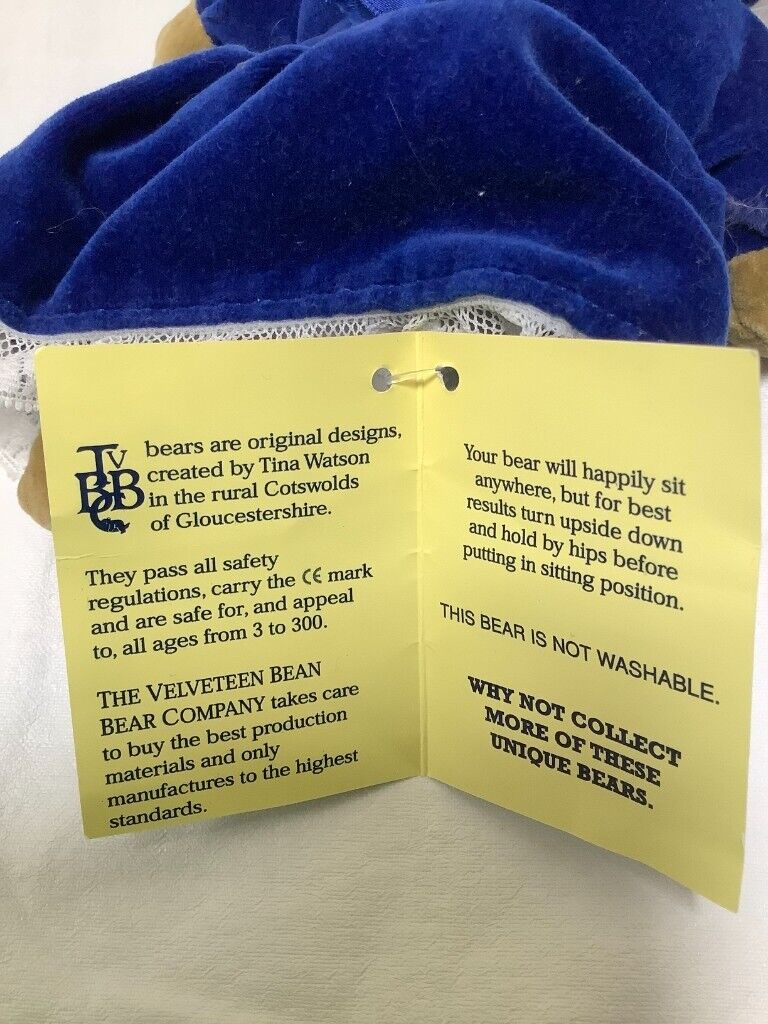 TVBBC bears are original designs,
created by Tina Watson
in the rural Cotswolds
of Gloucestershire.
They pass all safety
regulations, carry the CE mark
and are safe for, and appeal
to, all ages from 3 to 300.
THE VELVETEEN BEAN
BEAR COMPANY takes care
to buy the best production
materials and only
manufactures to the highest
standards.
Your bear will happily sit
anywhere, but for best
results turn upside down
and hold by hips before
putting in sitting position.
THIS BEAR IS NOT WASHABLE.
WHY NOT COLLECT
MORE OF THESE
UNIQUE BEARS.